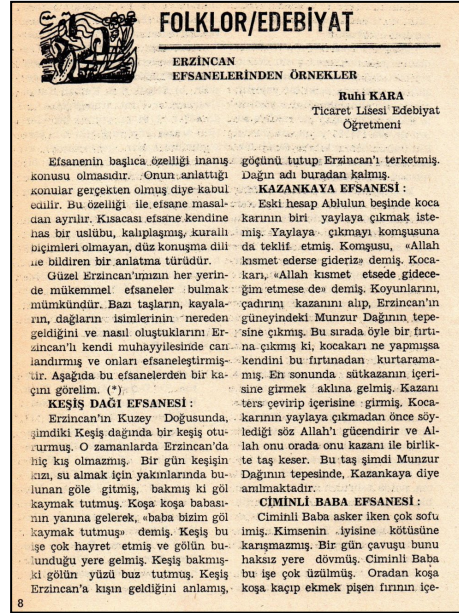 FOLKLOR/EDEBİYAT
ERZİNCAN
EFSANELERİNDEN ÖRNEKLER
Ruhi KARA
Ticaret Lisesi Edebiyat
Öğretmeni
Efsanenin başlıca özelliği inanış
konusu olmasıdır. Onun anlattığı
konular gerçekten olmuş diye kabul
edilir. Bu özelliği ile efsane masal-
dan ayrılır. Kısacası efsane kendine
has bir uslübu, kalıplaşmış, kurallı
biçimleri olmayan, düz konuşma dili
ile bildiren bir anlatma türüdür.
Güzel Erzincan'ımızın her yerin-
de mükemmel efsaneler bulmak
mümkündür. Bazı taşların, kayala-
rın, dağların isimlerinin nereden
geldiğini ve nasıl oluştuklarını Er-
zincan'lı kendi muhayyilesinde can-
landırmış ve onları efsaneleştirmiş-
tir. Aşağıda bu efsanelerden bir ka-
çını görelim. (*)
KEŞİŞ DAĞI EFSANESİ :
Erzincan'ın Kuzey Doğusunda,
şimdiki Keşiş dağında bir keşiş otu-
rurmuş. O zamanlarda Erzincan'da
hiç kış olmazmış. Bir gün keşişin
kızı, su almak için yakınlarında bu-
lunan göle gitmiş, bakmış ki göl
kaymak tutmuş. Koşa koşa babası-
nın yanına gelerek, «baba bizim göl
kaymak tutmuş» demiş. Keşiş bu
işe çok hayret etmiş ve gölün bu-
lunduğu yere gelmiş. Keşiş bakmış-
ki gölün yüzü buz tutmuş. Keşiş
Erzincan'a kışın geldiğini anlamış,
göçünü tutup Erzincan'ı terketmiş.
Dağın adı buradan kalmış.
KAZANKAYA EFSANESİ :
Eski hesap Ablulun beşinde koca
karının biri yaylaya çıkmak iste-
miş. Yaylaya çıkmayı komşusuna
da teklif etmiş. Komşusu, «Allah
kısmet ederse gideriz» demiş. Koca-
karı, «Allah kısmet etsede gidece-
ğim etmese de» demiş. Koyunlarını,
çadırını kazanını alıp, Erzincan'ın
güneyindeki Munzur Dağının tepe-
sine çıkmış. Bu sırada öyle bir fırtı-
na çıkmış ki, kocakarı ne yapmışsa
kendini bu fırtınadan kurtarama-
mış. En sonunda sütkazanın içeri-
sine girmek aklına gelmiş. Kazanı
ters çevirip içerisine girmiş. Koca-
karının yaylaya çıkmadan önce söy-
lediği söz Allah'ı gücendirir ve Al-
lah onu orada onu kazanı ile birlik-
te taş keser. Bu taş şimdi Munzur
Dağının tepesinde, Kazankaya diye
anılmaktadır.
CİMİNLİ BABA EFSANESİ :
Ciminli Baba asker iken çok sofu
imiş. Kimsenin iyisine kötüsüne
karışmazmış. Bir gün çavuşu bunu
haksız yere dövmüş. Ciminli Baba
bu işe çok üzülmüş. Oradan koşa
koşa kaçıp ekmek pişen fırının içe-
8